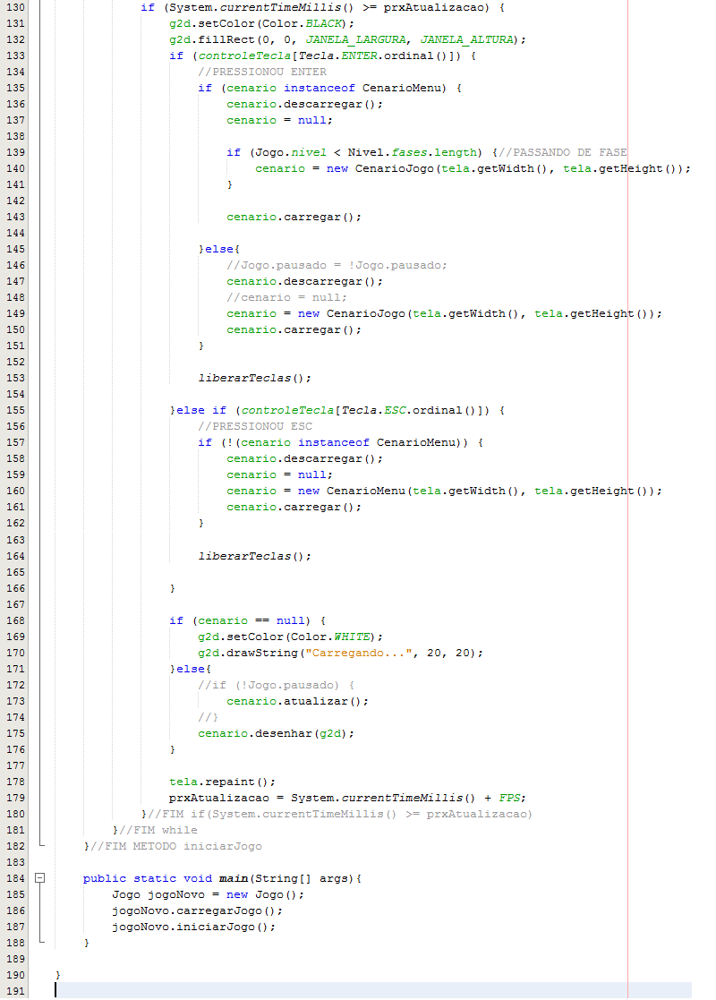 130 if (System.currentTimeMillis() >= prxAtualizacao) {
131 g2d.setColor(Color.BLACK);
132 g2d.fillRect(0, 0, JANELA_LARGURA, JANELA_ALTURA);
133 if (controleTecla[Tecla.ENTER.ordinal()]) {
134 //PRESSIONOU ENTER
135 if (cenario instanceof CenarioMenu) {
136 cenario.descarregar();
137 cenario = null;
138
139 if (Jogo.nivel < Nivel.fases.length) {//PASSANDO DE FASE
140 cenario = new CenarioJogo(tela.getWidth(), tela.getHeight());
141 }
142
143 cenario.carregar();
144
145 }else{
146 //Jogo.pausado = !Jogo.pausado;
147 cenario.descarregar();
148 //cenario = null;
149 cenario = new CenarioJogo(tela.getWidth(), tela.getHeight());
150 cenario.carregar();
151 }
152
153 liberarTeclas();
154
155 }else if (controleTecla[Tecla.ESC.ordinal()]) {
156 //PRESSIONOU ESC
157 if (!(cenario instanceof CenarioMenu)) {
158 cenario.descarregar();
159 cenario = null;
160 cenario = new CenarioMenu(tela.getWidth(), tela.getHeight());
161 cenario.carregar();
162 }
163
164 liberarTeclas();
165
166 }
167
168 if (cenario == null) {
169 g2d.setColor(Color.WHITE);
170 g2d.drawString("Carregando...", 20, 20);
171 }else{
172 //if (!Jogo.pausado) {
173 cenario.atualizar();
174 //}
175 cenario.desenhar(g2d);
176 }
177
178 tela.repaint();
179 prxAtualizacao = System.currentTimeMillis() + FPS;
180 }//FIM if(System.currentTimeMillis() >= prxAtualizacao)
181 }//FIM while
182 }//FIM METODO iniciarJogo
183
184 public static void main(String[] args){
185 Jogo jogoNovo = new Jogo();
186 jogoNovo.carregarJogo();
187 jogoNovo.iniciarJogo();
188 }
189
190 }
191